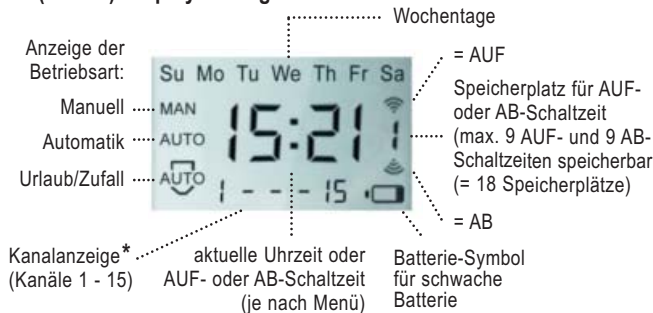 Wochentage
Anzeige der
Betriebsart:
Su Mo Tu We Th Fr Sa
= AUF
Manuell
MAN
Automatik
AUTO
Urlaub/Zufall
AUTO
15:21
1
1 - - - 15
Speicherplatz für AUF-
oder AB-Schaltzeit
(max. 9 AUF- und 9 AB-
Schaltzeiten speicherbar
(= 18 Speicherplätze)
= AB
Kanalanzeige*
(Kanäle 1 - 15)
aktuelle Uhrzeit oder
AUF- oder AB-Schaltzeit
(je nach Menü)
Batterie-Symbol
für schwache
Batterie